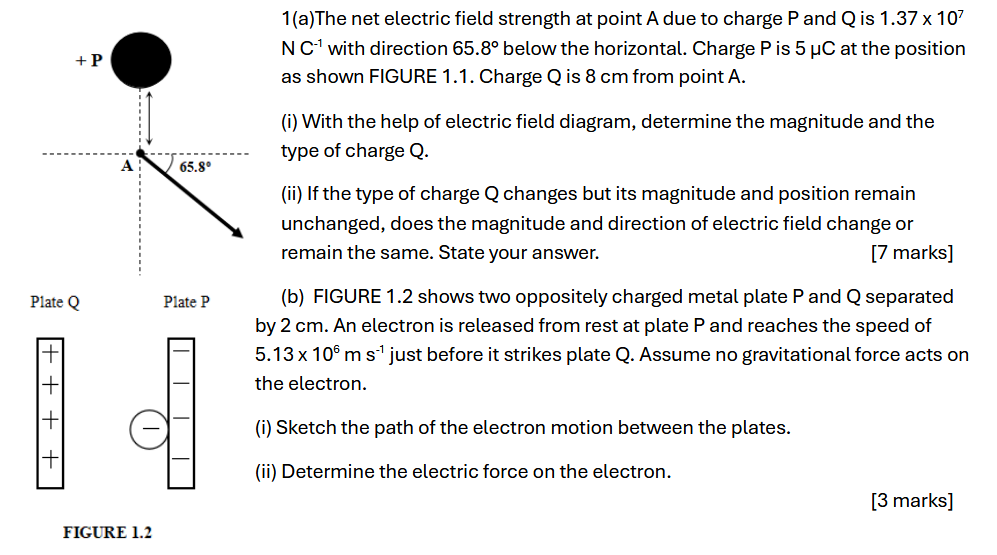 1(a)The net electric field strength at point A due to charge P and Q is 1.37 x 10⁷
N C⁻¹ with direction 65.8° below the horizontal. Charge P is 5 µC at the position
as shown FIGURE 1.1. Charge Q is 8 cm from point A.
(i) With the help of electric field diagram, determine the magnitude and the
type of charge Q.
(ii) If the type of charge Q changes but its magnitude and position remain
unchanged, does the magnitude and direction of electric field change or
remain the same. State your answer. [7 marks]
+ P
A
65.8°
(b) FIGURE 1.2 shows two oppositely charged metal plate P and Q separated
by 2 cm. An electron is released from rest at plate P and reaches the speed of
5.13 x 10⁶ m s⁻¹ just before it strikes plate Q. Assume no gravitational force acts on
the electron.
(i) Sketch the path of the electron motion between the plates.
(ii) Determine the electric force on the electron.
[3 marks]
Plate Q Plate P
+ −
+ −
+ − −
+ −
FIGURE 1.2